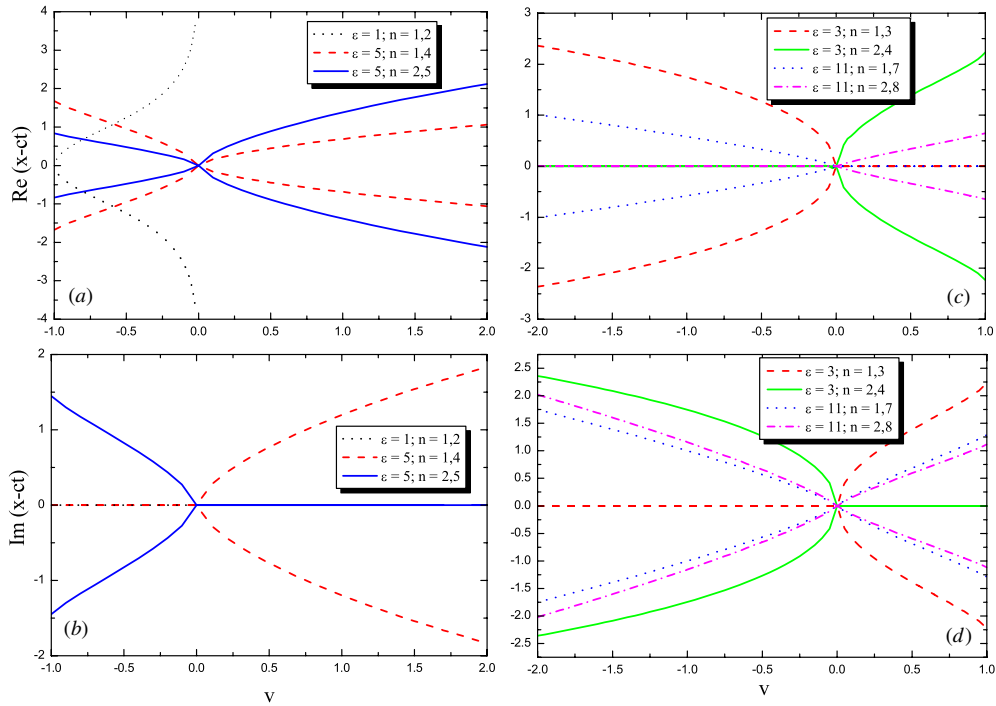 4
3
2
1
0
-1
-2
-3
-4
Re (x-ct)
ε = 1; n = 1,2
ε = 5; n = 1,4
ε = 5; n = 2,5
(a)
-1.0 -0.5 0.0 0.5 1.0 1.5 2.0
3
2
1
0
-1
-2
-3
ε = 3; n = 1,3
ε = 3; n = 2,4
ε = 11; n = 1,7
ε = 11; n = 2,8
(c)
-2.0 -1.5 -1.0 -0.5 0.0 0.5 1.0
2
1
0
-1
-2
Im (x-ct)
ε = 1; n = 1,2
ε = 5; n = 1,4
ε = 5; n = 2,5
(b)
-1.0 -0.5 0.0 0.5 1.0 1.5 2.0
v
2.5
2.0
1.5
1.0
0.5
0.0
-0.5
-1.0
-1.5
-2.0
-2.5
ε = 3; n = 1,3
ε = 3; n = 2,4
ε = 11; n = 1,7
ε = 11; n = 2,8
(d)
-2.0 -1.5 -1.0 -0.5 0.0 0.5 1.0
v